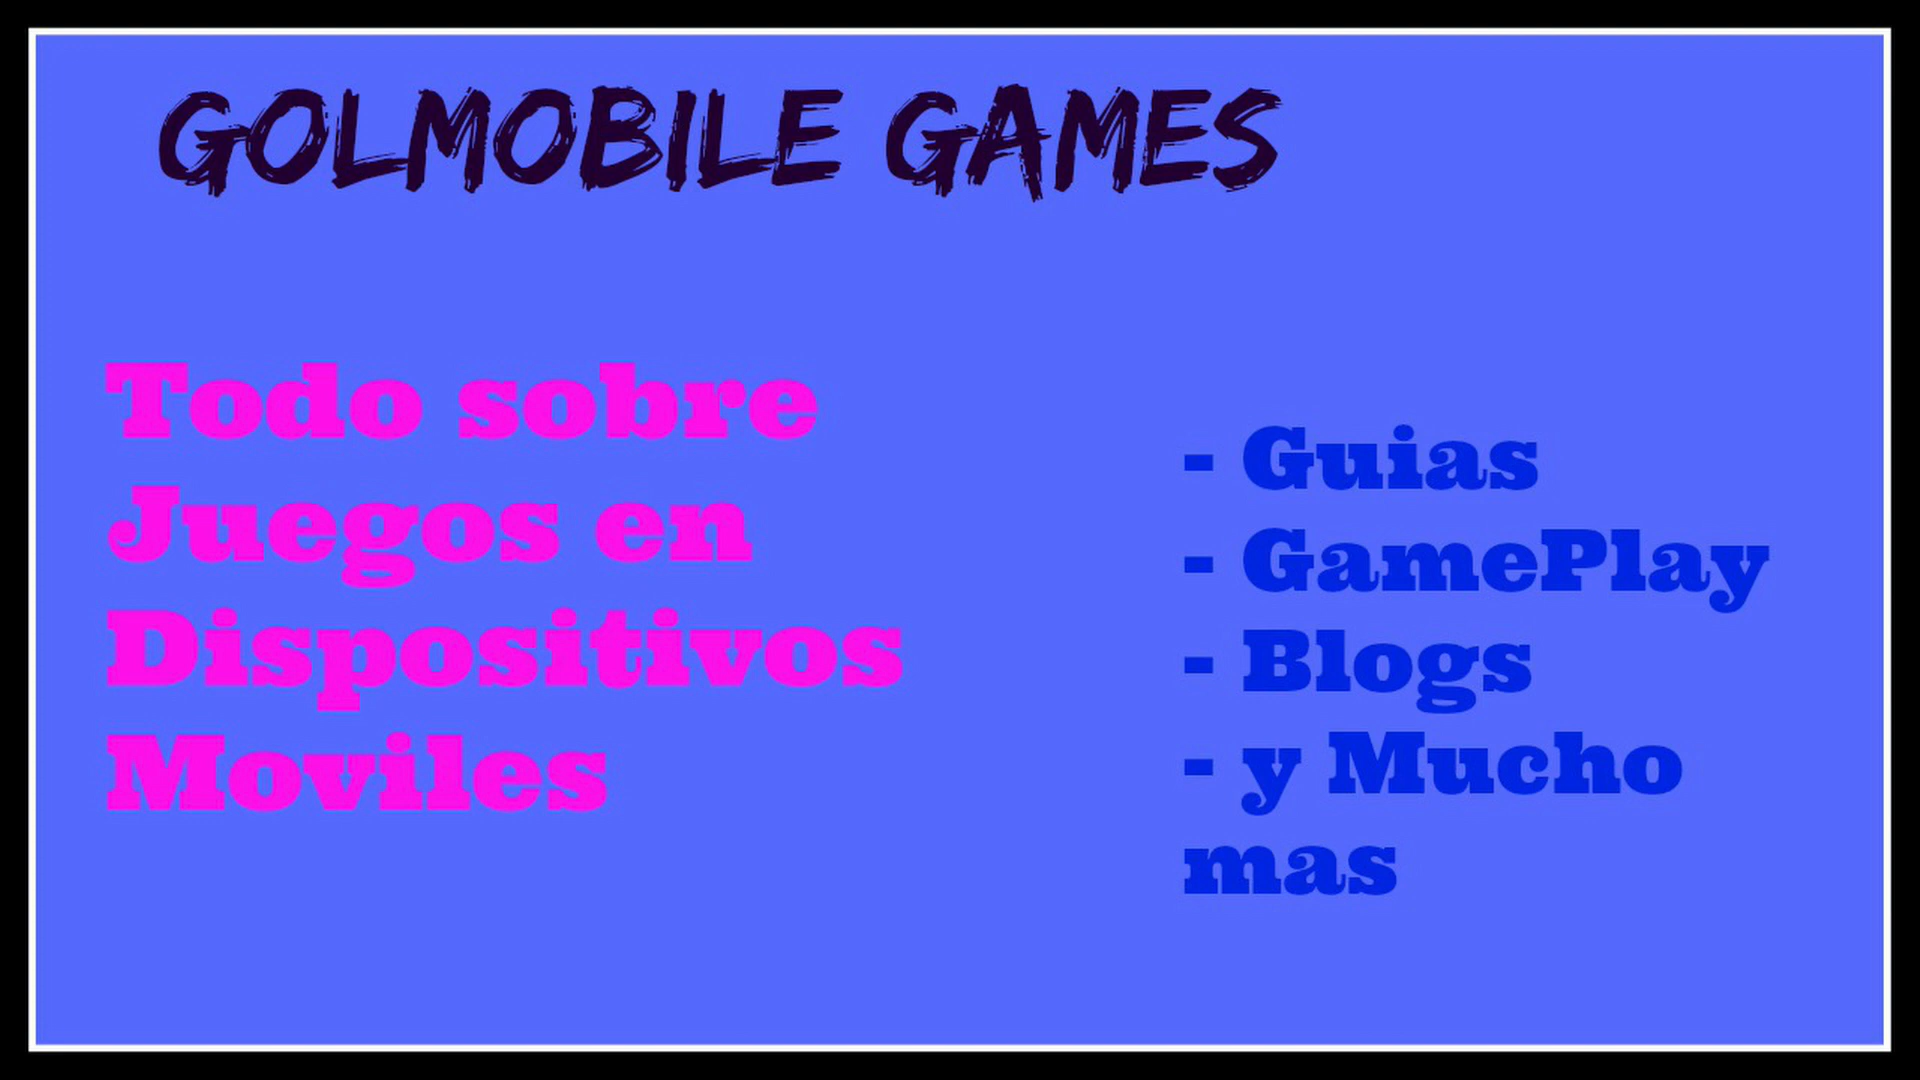 GOLMOBILE GAMES
Todo sobre
Juegos en
Dispositivos
Moviles
- Guias
- GamePlay
- Blogs
- y Mucho
mas